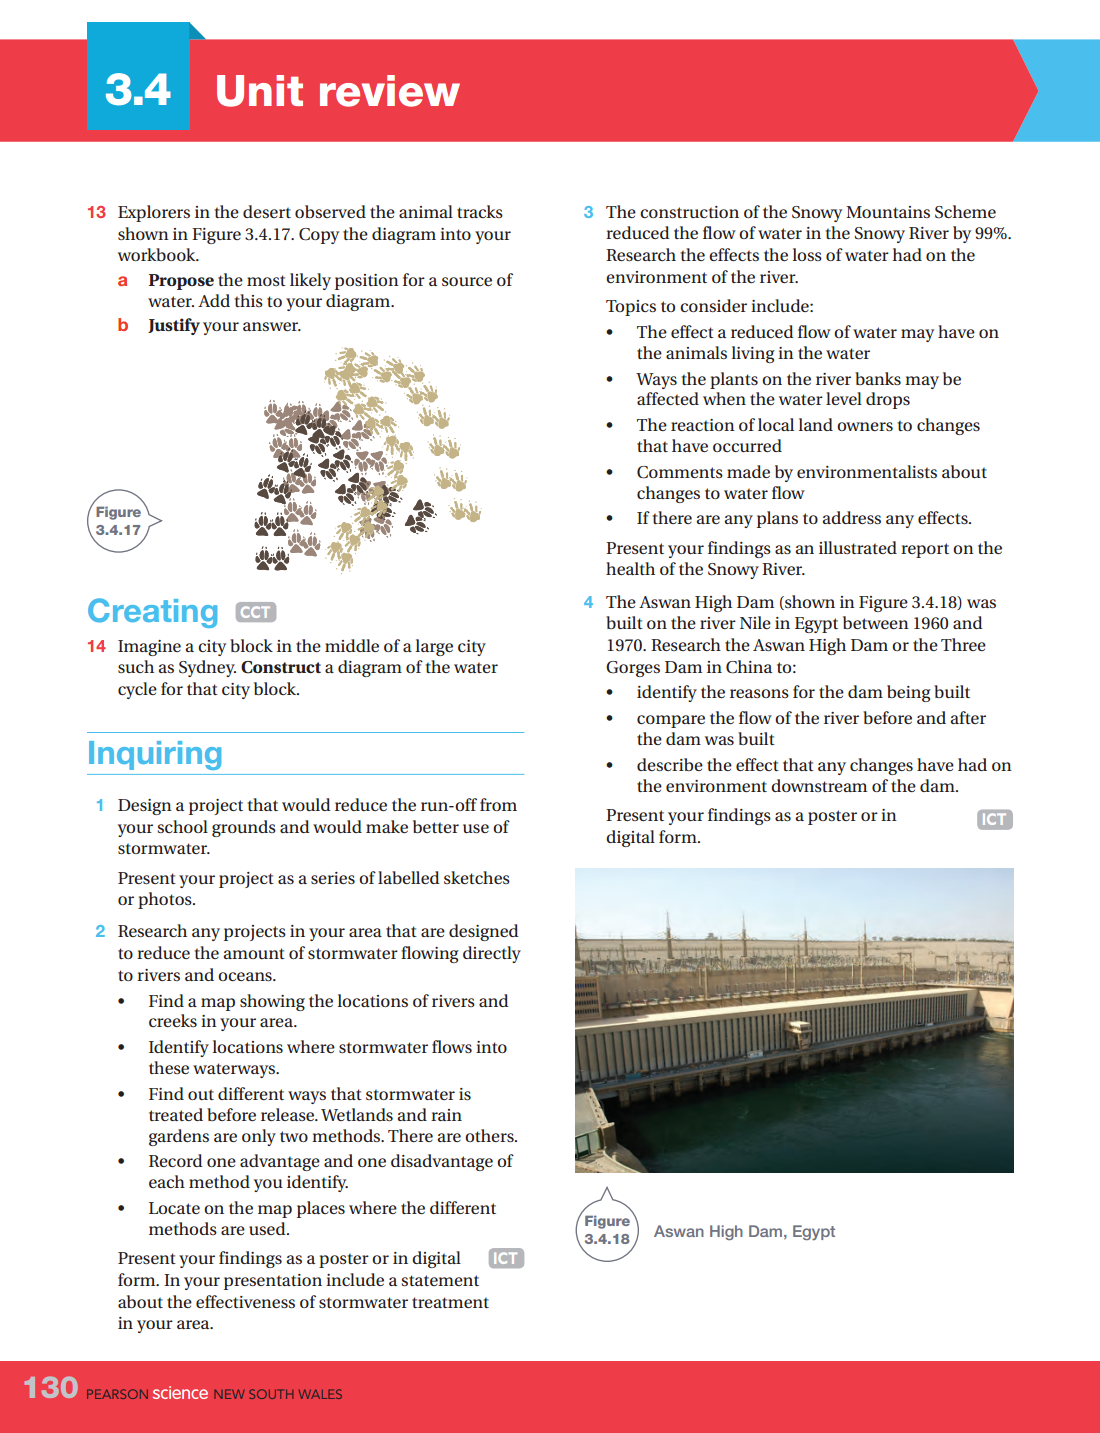 3.4 Unit review
13 Explorers in the desert observed the animal tracks
shown in Figure 3.4.17. Copy the diagram into your
workbook.
a Propose the most likely position for a source of
water. Add this to your diagram.
b Justify your answer.
Figure
3.4.17
Creating CCT
14 Imagine a city block in the middle of a large city
such as Sydney. Construct a diagram of the water
cycle for that city block.
Inquiring
1 Design a project that would reduce the run-off from
your school grounds and would make better use of
stormwater.
Present your project as a series of labelled sketches
or photos.
2 Research any projects in your area that are designed
to reduce the amount of stormwater flowing directly
to rivers and oceans.
• Find a map showing the locations of rivers and
creeks in your area.
• Identify locations where stormwater flows into
these waterways.
• Find out different ways that stormwater is
treated before release. Wetlands and rain
gardens are only two methods. There are others.
• Record one advantage and one disadvantage of
each method you identify.
• Locate on the map places where the different
methods are used.
Present your findings as a poster or in digital ICT
form. In your presentation include a statement
about the effectiveness of stormwater treatment
in your area.
3 The construction of the Snowy Mountains Scheme
reduced the flow of water in the Snowy River by 99%.
Research the effects the loss of water had on the
environment of the river.
Topics to consider include:
• The effect a reduced flow of water may have on
the animals living in the water
• Ways the plants on the river banks may be
affected when the water level drops
• The reaction of local land owners to changes
that have occurred
• Comments made by environmentalists about
changes to water flow
• If there are any plans to address any effects.
Present your findings as an illustrated report on the
health of the Snowy River.
4 The Aswan High Dam (shown in Figure 3.4.18) was
built on the river Nile in Egypt between 1960 and
1970. Research the Aswan High Dam or the Three
Gorges Dam in China to:
• identify the reasons for the dam being built
• compare the flow of the river before and after
the dam was built
• describe the effect that any changes have had on
the environment downstream of the dam.
Present your findings as a poster or in ICT
digital form.
Figure
3.4.18
Aswan High Dam, Egypt
130 PEARSON science NEW SOUTH WALES